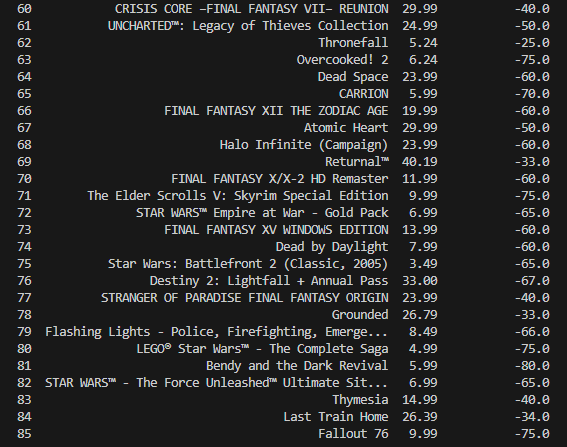 60 CRISIS CORE –FINAL FANTASY VII– REUNION 29.99 -40.0
61 UNCHARTED™: Legacy of Thieves Collection 24.99 -50.0
62 Thronefall 5.24 -25.0
63 Overcooked! 2 6.24 -75.0
64 Dead Space 23.99 -60.0
65 CARRION 5.99 -70.0
66 FINAL FANTASY XII THE ZODIAC AGE 19.99 -60.0
67 Atomic Heart 29.99 -50.0
68 Halo Infinite (Campaign) 23.99 -60.0
69 Returnal™ 40.19 -33.0
70 FINAL FANTASY X/X-2 HD Remaster 11.99 -60.0
71 The Elder Scrolls V: Skyrim Special Edition 9.99 -75.0
72 STAR WARS™ Empire at War - Gold Pack 6.99 -65.0
73 FINAL FANTASY XV WINDOWS EDITION 13.99 -60.0
74 Dead by Daylight 7.99 -60.0
75 Star Wars: Battlefront 2 (Classic, 2005) 3.49 -65.0
76 Destiny 2: Lightfall + Annual Pass 33.00 -67.0
77 STRANGER OF PARADISE FINAL FANTASY ORIGIN 23.99 -40.0
78 Grounded 26.79 -33.0
79 Flashing Lights - Police, Firefighting, Emerge... 8.49 -66.0
80 LEGO® Star Wars™ - The Complete Saga 4.99 -75.0
81 Bendy and the Dark Revival 5.99 -80.0
82 STAR WARS™ - The Force Unleashed™ Ultimate Sit... 6.99 -65.0
83 Thymesia 14.99 -40.0
84 Last Train Home 26.39 -34.0
85 Fallout 76 9.99 -75.0